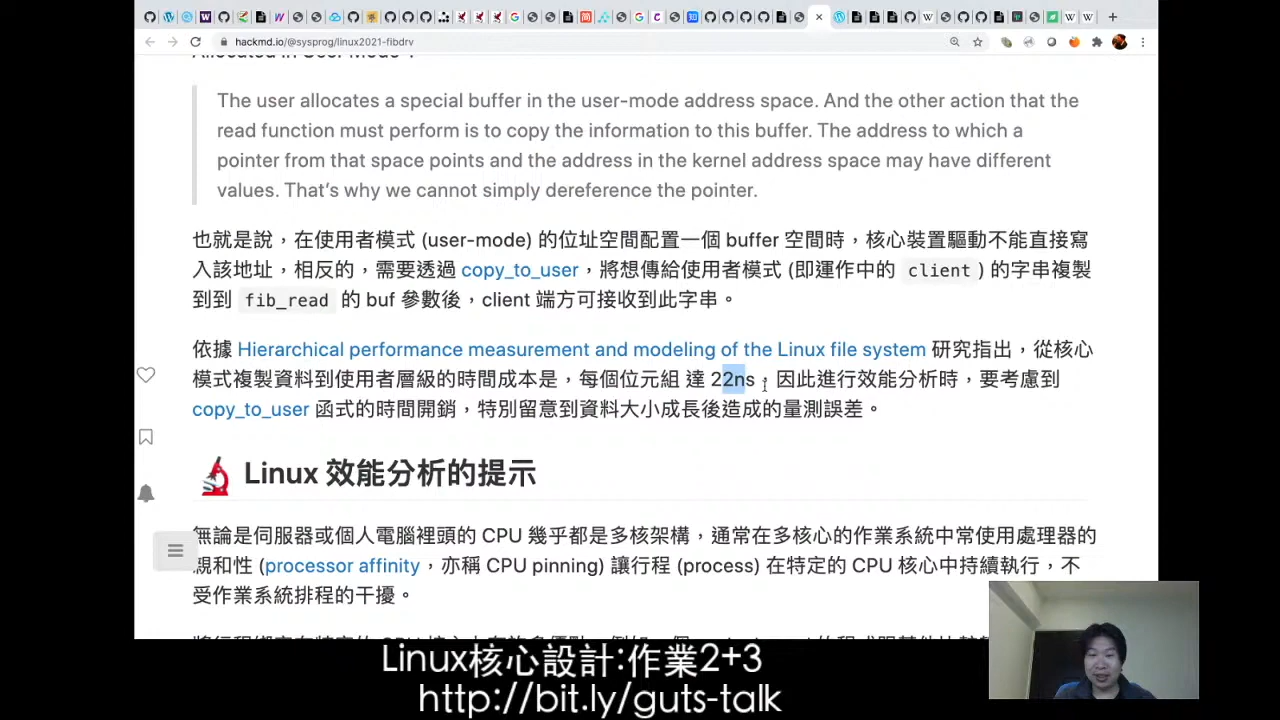 hackmd.io/@sysprog/linux2021-fibdrv
The user allocates a special buffer in the user-mode address space. And the other action that the
read function must perform is to copy the information to this buffer. The address to which a
pointer from that space points and the address in the kernel address space may have different
values. That's why we cannot simply dereference the pointer.
也就是說，在使用者模式 (user-mode) 的位址空間配置一個 buffer 空間時，核心裝置驅動不能直接寫
入該地址，相反的，需要透過 copy_to_user，將想傳給使用者模式 (即運作中的 client) 的字串複製
到到 fib_read 的 buf 參數後，client 端方可接收到此字串。
依據 Hierarchical performance measurement and modeling of the Linux file system 研究指出，從核心
模式複製資料到使用者層級的時間成本是，每個位元組 達 22ns，因此進行效能分析時，要考慮到
copy_to_user 函式的時間開銷，特別留意到資料大小成長後造成的量測誤差。
Linux 效能分析的提示
無論是伺服器或個人電腦裡頭的 CPU 幾乎都是多核架構，通常在多核心的作業系統中常使用處理器的
親和性 (processor affinity，亦稱 CPU pinning) 讓行程 (process) 在特定的 CPU 核心中持續執行，不
受作業系統排程的干擾。
Linux核心設計:作業2+3
http://bit.ly/guts-talk